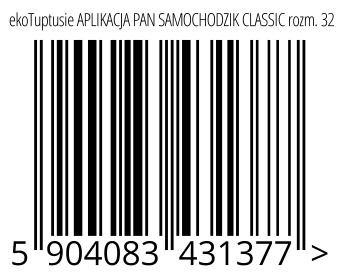 ekoTuptusie APLIKACJA PAN SAMOCHODZIK CLASSIC rozm. 32
5 904083 431377 >